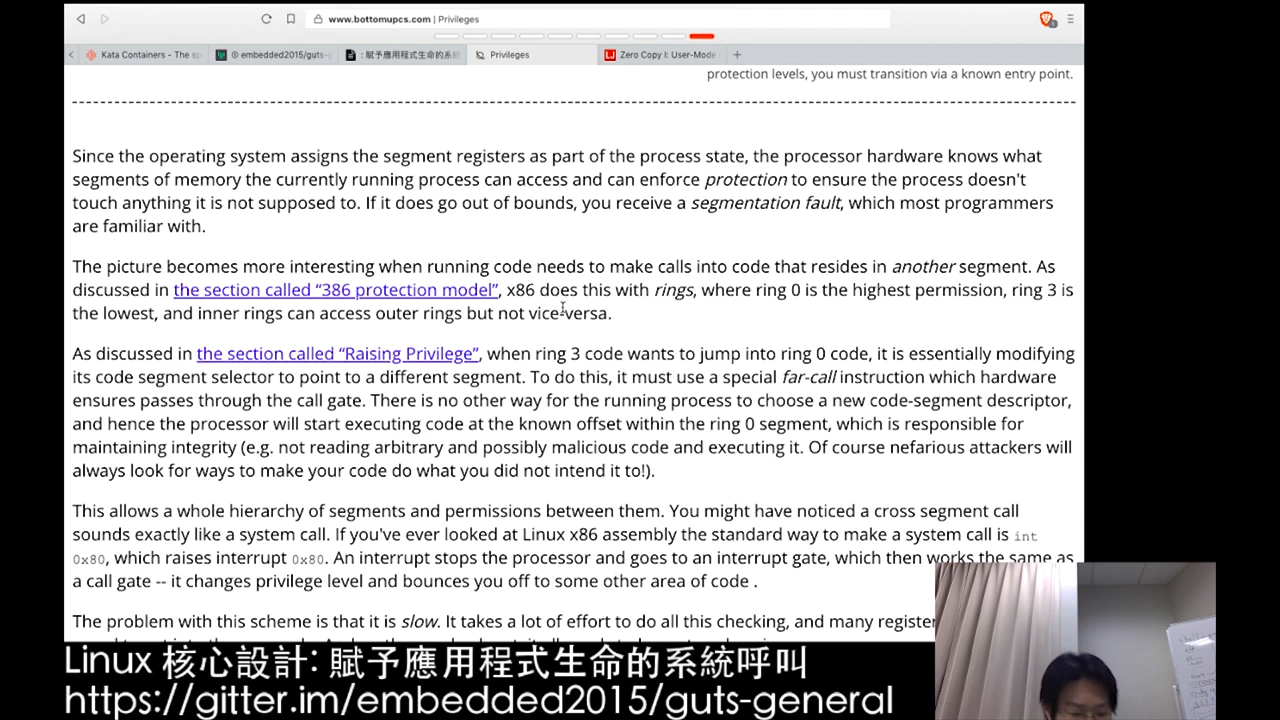 www.bottomupcs.com | Privileges
Kata Containers - The sp
embedded2015/guts-g
: 賦予應用程式生命的系統
Privileges
Zero Copy I: User-Mode
protection levels, you must transition via a known entry point.
Since the operating system assigns the segment registers as part of the process state, the processor hardware knows what
segments of memory the currently running process can access and can enforce protection to ensure the process doesn't
touch anything it is not supposed to. If it does go out of bounds, you receive a segmentation fault, which most programmers
are familiar with.
The picture becomes more interesting when running code needs to make calls into code that resides in another segment. As
discussed in the section called “386 protection model”, x86 does this with rings, where ring 0 is the highest permission, ring 3 is
the lowest, and inner rings can access outer rings but not vice-versa.
As discussed in the section called “Raising Privilege”, when ring 3 code wants to jump into ring 0 code, it is essentially modifying
its code segment selector to point to a different segment. To do this, it must use a special far-call instruction which hardware
ensures passes through the call gate. There is no other way for the running process to choose a new code-segment descriptor,
and hence the processor will start executing code at the known offset within the ring 0 segment, which is responsible for
maintaining integrity (e.g. not reading arbitrary and possibly malicious code and executing it. Of course nefarious attackers will
always look for ways to make your code do what you did not intend it to!).
This allows a whole hierarchy of segments and permissions between them. You might have noticed a cross segment call
sounds exactly like a system call. If you've ever looked at Linux x86 assembly the standard way to make a system call is int
0x80, which raises interrupt 0x80. An interrupt stops the processor and goes to an interrupt gate, which then works the same as
a call gate -- it changes privilege level and bounces you off to some other area of code .
The problem with this scheme is that it is slow. It takes a lot of effort to do all this checking, and many register
Linux 核心設計: 賦予應用程式生命的系統呼叫
https://gitter.im/embedded2015/guts-general